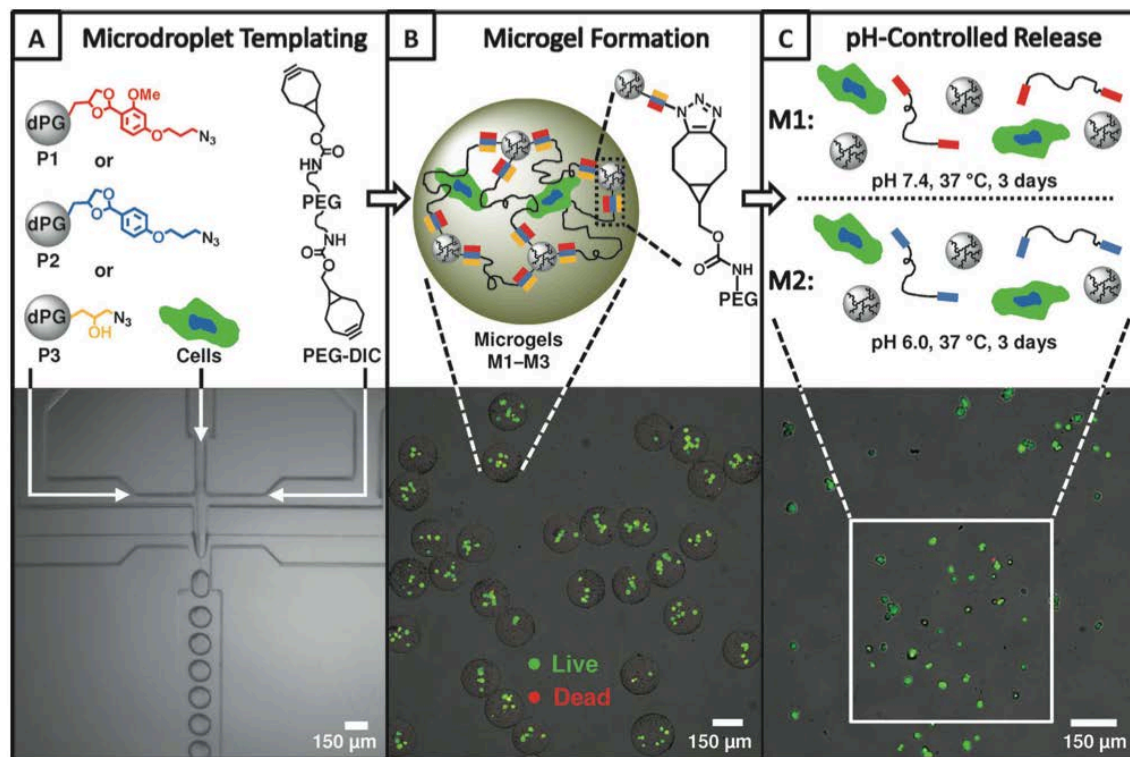 A Microdroplet Templating
OMe
O
O
dPG
O
N₃
P1 or
O
O
dPG
O
N₃
P2 or
dPG
N₃
OH
P3
Cells
O
O
HN
PEG
NH
O
O
PEG-DIC
150 µm
B Microgel Formation
N
N
N
O
O
NH
PEG
Microgels
M1–M3
Live
Dead
150 µm
C pH-Controlled Release
M1:
pH 7.4, 37 °C, 3 days
M2:
pH 6.0, 37 °C, 3 days
150 µm